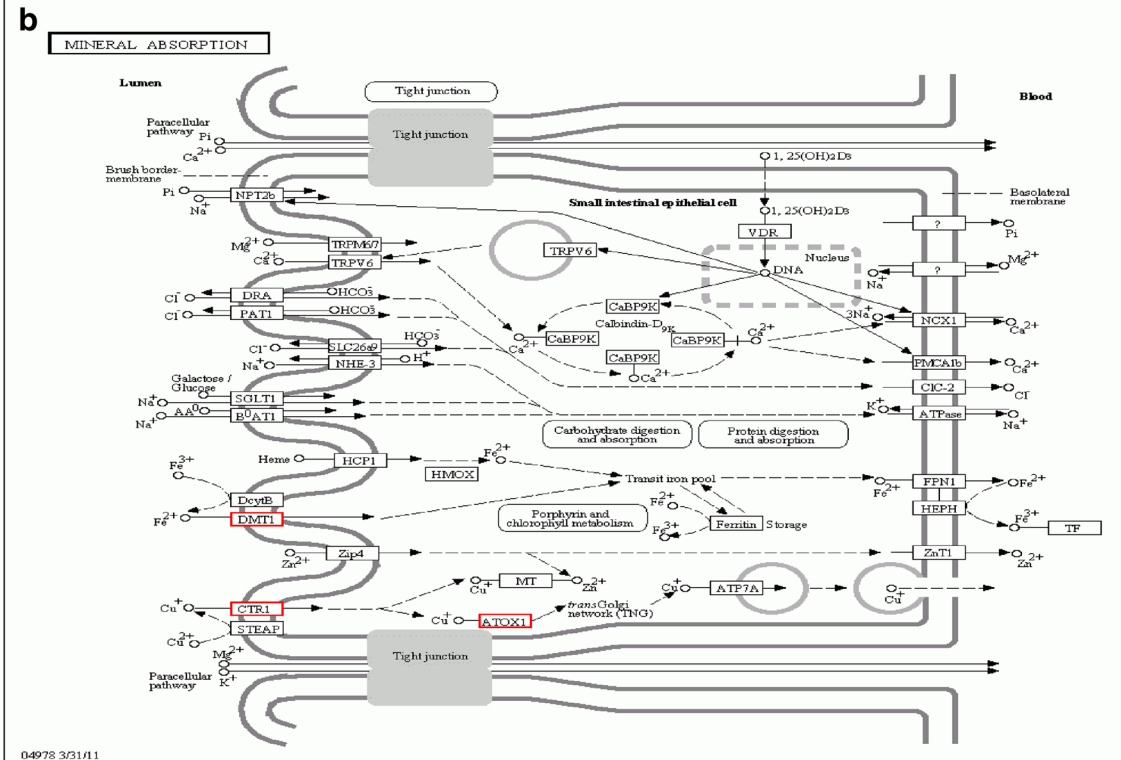 b
MINERAL ABSORPTION
Lumen
Tight junction
Blood
Paracellular
pathway
Pi
Ca2+
Tight junction
1, 25(OH)2D3
Brush border-
membrane
Pi
Na+
NPT2b
Small intestinal epithelial cell
1, 25(OH)2D3
VDR
Basolateral
membrane
?
Pi
Mg2+
TRPM6/7
Ca2+
TRPV6
TRPV6
Nucleus
DNA
Na+
?
Mg2+
Cl-
DRA
HCO3-
Cl-
PAT1
HCO3-
CaBP9K
Calbindin-D9K
Ca2+
CaBP9K
CaBP9K
Ca2+
CaBP9K
Ca2+
3Na+
NCX1
Ca2+
Cl-
SLC26a9
HCO3-
Na+
NHE-3
H+
PMCA1b
Ca2+
Galactose /
Glucose
Na+
SGLT1
AA0
Na+
B0AT1
ClC-2
Cl-
K+
ATPase
Na+
Carbohydrate digestion
and absorption
Protein digestion
and absorption
Heme
HCP1
HMOX
Fe2+
Transit iron pool
Fe2+
FPN1
Fe2+
Fe3+
DcytB
Fe2+
DMT1
Porphyrin and
chlorophyll metabolism
Fe2+
Fe3+
Ferritin
Storage
HEPH
Fe3+
TF
Zn2+
Zip4
ZnT1
Zn2+
Cu+
MT
Zn2+
Cu+
ATP7A
Cu+
Cu+
CTR1
Cu+
ATOX1
trans Golgi
network (TNG)
STEAP
Cu2+
Mg2+
Paracellular
pathway
K+
Tight junction
04978 3/31/11